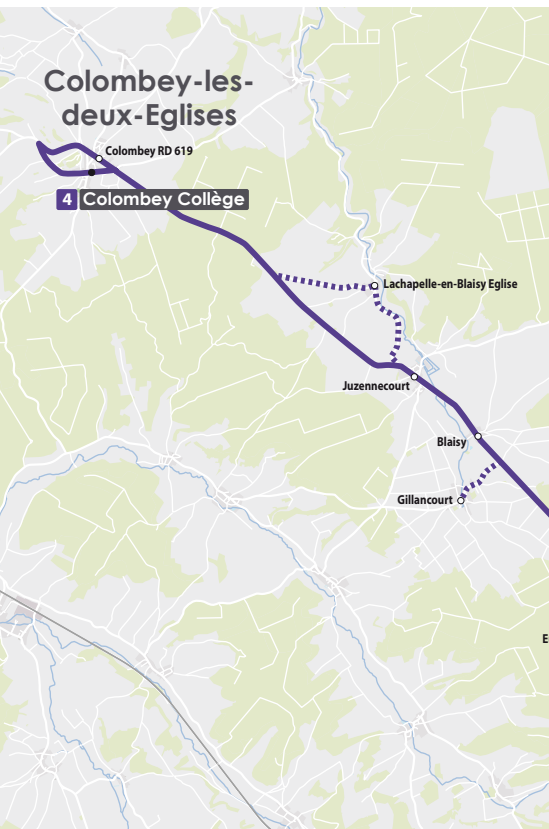 Colombey-les-
deux-Eglises
Colombey RD 619
4 Colombey Collège
Lachapelle-en-Blaisy Eglise
Juzennecourt
Blaisy
Gillancourt